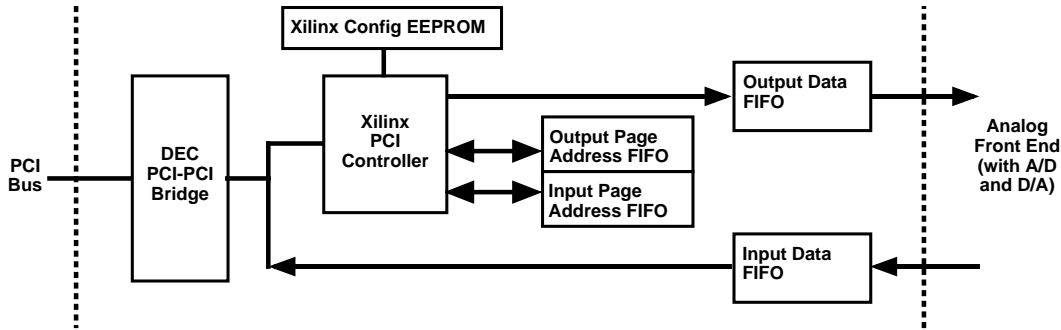 Xilinx Config EEPROM
PCI
Bus
DEC
PCI-PCI
Bridge
Xilinx
PCI
Controller
Output Page
Address FIFO
Input Page
Address FIFO
Output Data
FIFO
Input Data
FIFO
Analog
Front End
(with A/D
and D/A)